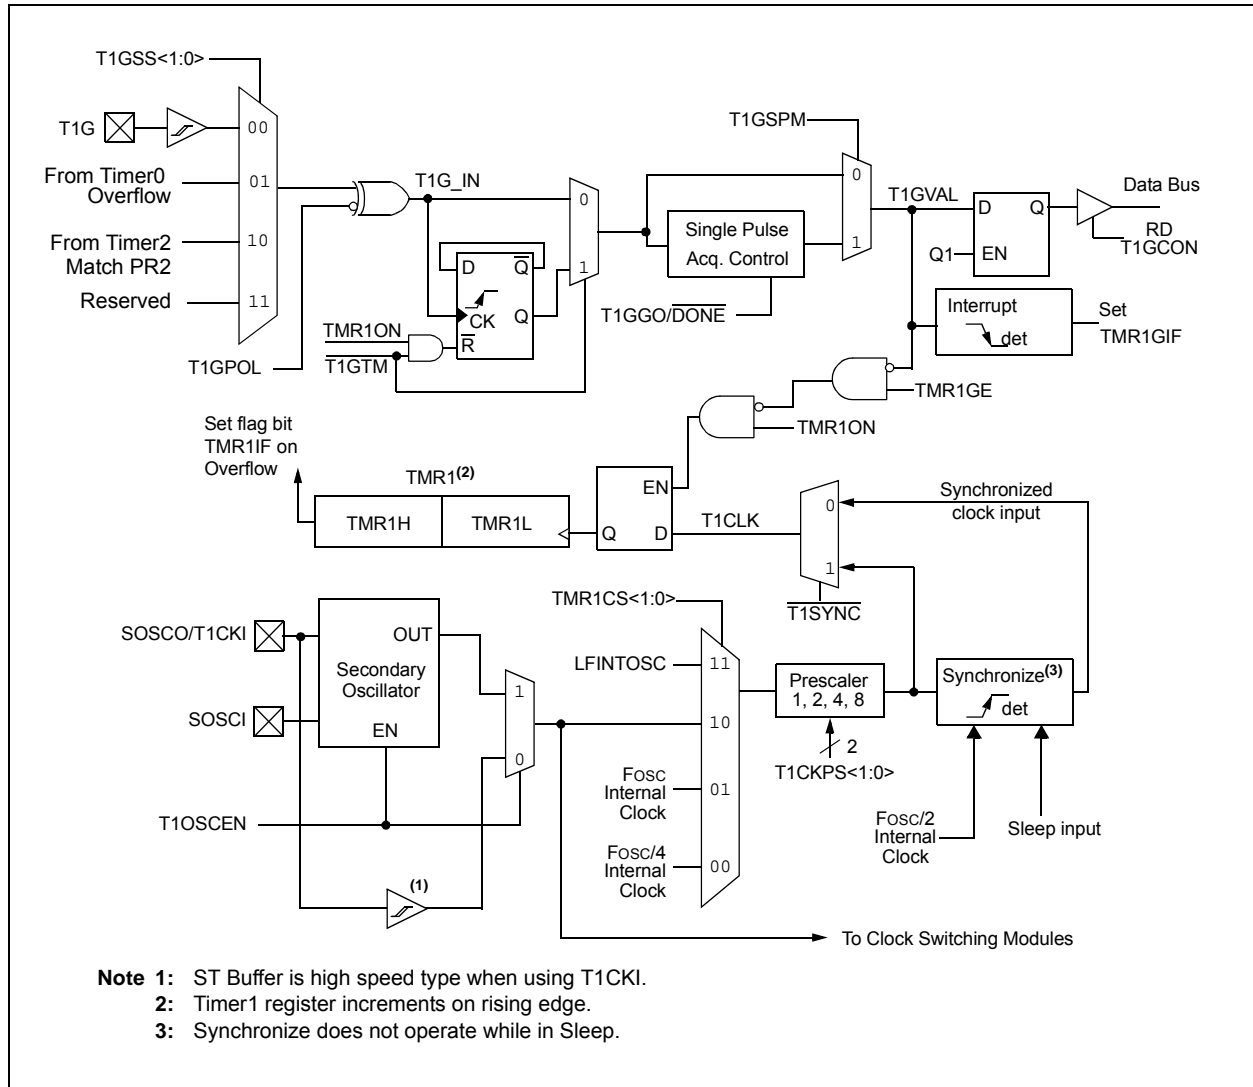 T1GSS<1:0>
T1G
00
From Timer0
Overflow
01
From Timer2
Match PR2
10
Reserved
11
T1GPOL
T1G_IN
0
1
D
Q
CK
Q
R
TMR1ON
T1GTM
T1GSPM
0
1
Single Pulse
Acq. Control
T1GGO/DONE
T1GVAL
D
Q
Q1
EN
Data Bus
RD
T1GCON
Interrupt
det
Set
TMR1GIF
TMR1GE
TMR1ON
Set flag bit
TMR1IF on
Overflow
TMR1(2)
TMR1H
TMR1L
EN
Q
D
T1CLK
0
1
T1SYNC
Synchronized
clock input
SOSCO/T1CKI
SOSCI
OUT
Secondary
Oscillator
EN
T1OSCEN
1
0
(1)
TMR1CS<1:0>
LFINTOSC
11
10
FOSC
Internal
Clock
01
FOSC/4
Internal
Clock
00
Prescaler
1, 2, 4, 8
2
T1CKPS<1:0>
Synchronize(3)
det
FOSC/2
Internal
Clock
Sleep input
To Clock Switching Modules
Note 1: ST Buffer is high speed type when using T1CKI.
2: Timer1 register increments on rising edge.
3: Synchronize does not operate while in Sleep.